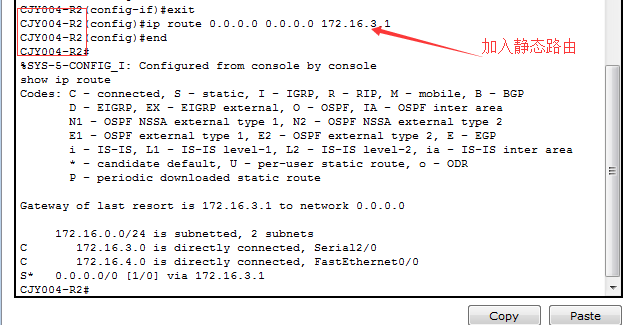 CJY004-R2(config-if)#exit
CJY004-R2(config)#ip route 0.0.0.0 0.0.0.0 172.16.3.1
CJY004-R2(config)#end
CJY004-R2#
加入静态路由
%SYS-5-CONFIG_I: Configured from console by console
show ip route
Codes: C - connected, S - static, I - IGRP, R - RIP, M - mobile, B - BGP
D - EIGRP, EX - EIGRP external, O - OSPF, IA - OSPF inter area
N1 - OSPF NSSA external type 1, N2 - OSPF NSSA external type 2
E1 - OSPF external type 1, E2 - OSPF external type 2, E - EGP
i - IS-IS, L1 - IS-IS level-1, L2 - IS-IS level-2, ia - IS-IS inter area
* - candidate default, U - per-user static route, o - ODR
P - periodic downloaded static route
Gateway of last resort is 172.16.3.1 to network 0.0.0.0
172.16.0.0/24 is subnetted, 2 subnets
C 172.16.3.0 is directly connected, Serial2/0
C 172.16.4.0 is directly connected, FastEthernet0/0
S* 0.0.0.0/0 [1/0] via 172.16.3.1
CJY004-R2#
Copy Paste